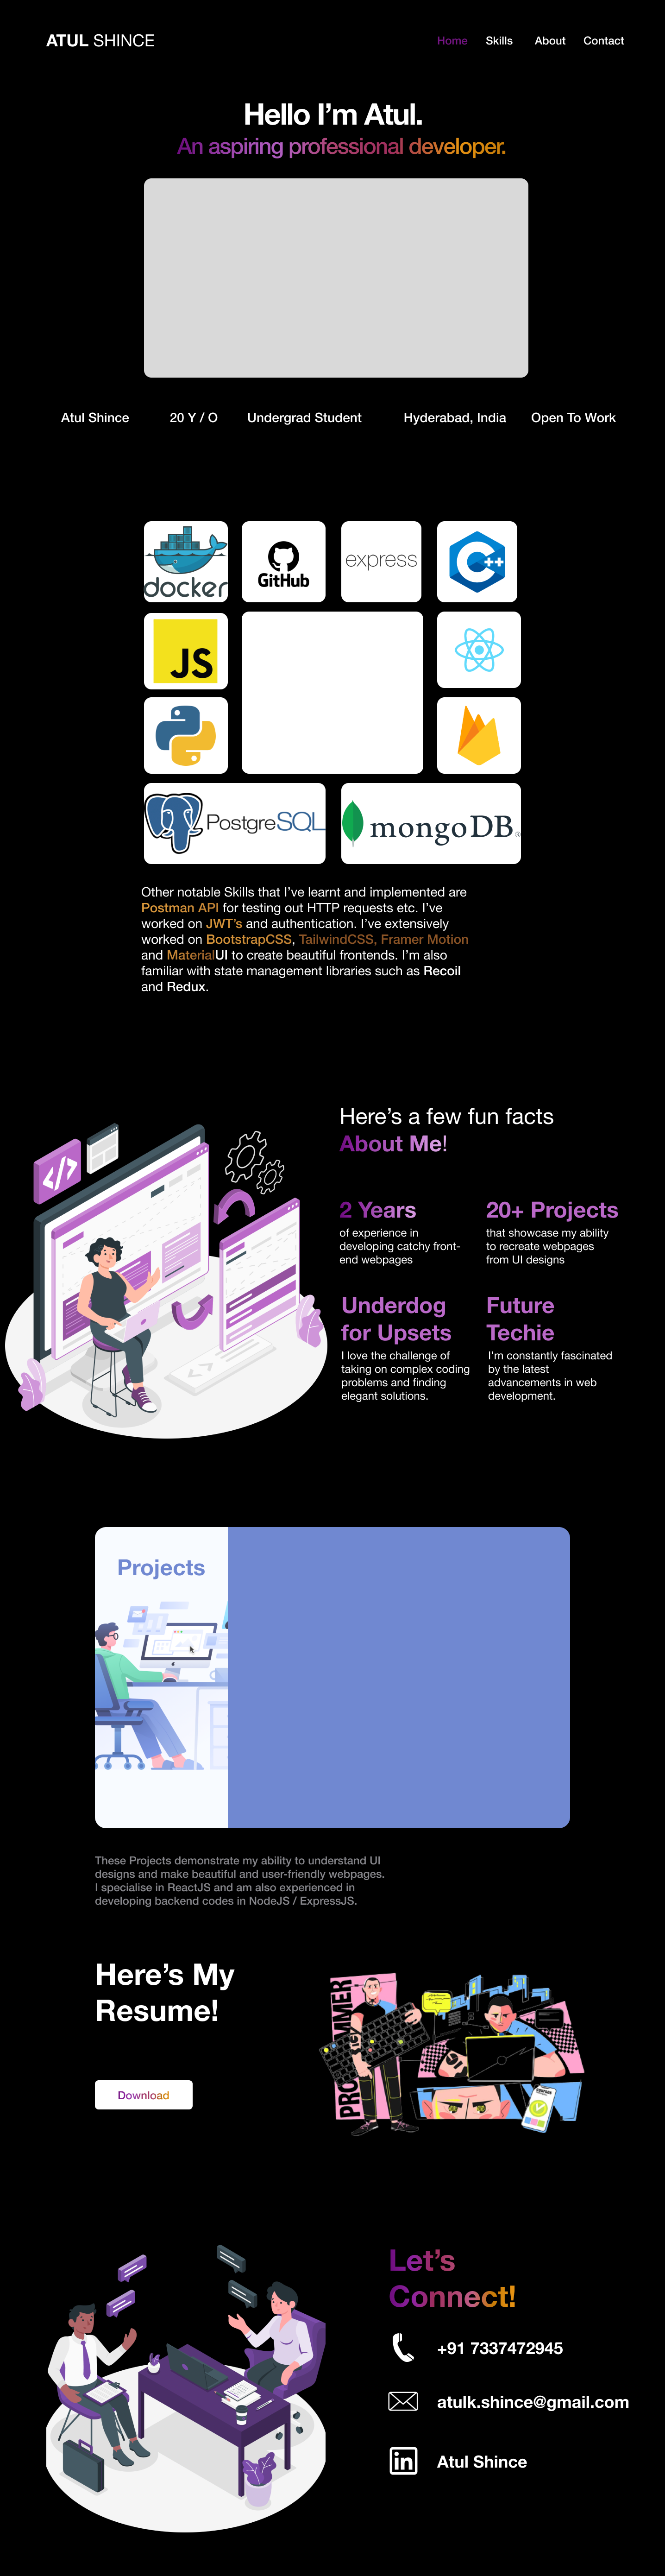 ATUL SHINCE
Home Skills About Contact
Hello I’m Atul.
An aspiring professional developer.
Atul Shince 20 Y / O Undergrad Student Hyderabad, India Open To Work
docker
GitHub
express
C++
JS
PostgreSQL
mongoDB®
Other notable Skills that I’ve learnt and implemented are
Postman API for testing out HTTP requests etc. I’ve
worked on JWT’s and authentication. I’ve extensively
worked on BootstrapCSS, TailwindCSS, Framer Motion
and MaterialUI to create beautiful frontends. I’m also
familiar with state management libraries such as Recoil
and Redux.
Here’s a few fun facts
About Me!
</>
2 Years
of experience in
developing catchy front-
end webpages
20+ Projects
that showcase my ability
to recreate webpages
from UI designs
Underdog
for Upsets
I love the challenge of
taking on complex coding
problems and finding
elegant solutions.
Future
Techie
I'm constantly fascinated
by the latest
advancements in web
development.
Projects
These Projects demonstrate my ability to understand UI
designs and make beautiful and user-friendly webpages.
I specialise in ReactJS and am also experienced in
developing backend codes in NodeJS / ExpressJS.
Here’s My
Resume!
Download
Let’s
Connect!
+91 7337472945
atulk.shince@gmail.com
in
Atul Shince